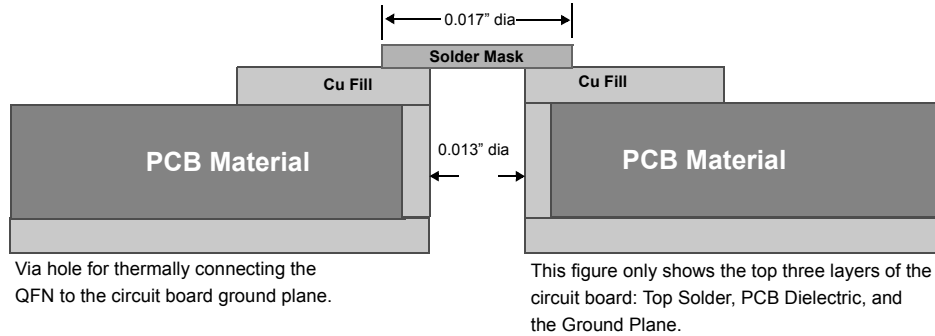 0.017” dia
Solder Mask
Cu Fill
Cu Fill
PCB Material
0.013” dia
PCB Material
Via hole for thermally connecting the
QFN to the circuit board ground plane.
This figure only shows the top three layers of the
circuit board: Top Solder, PCB Dielectric, and
the Ground Plane.